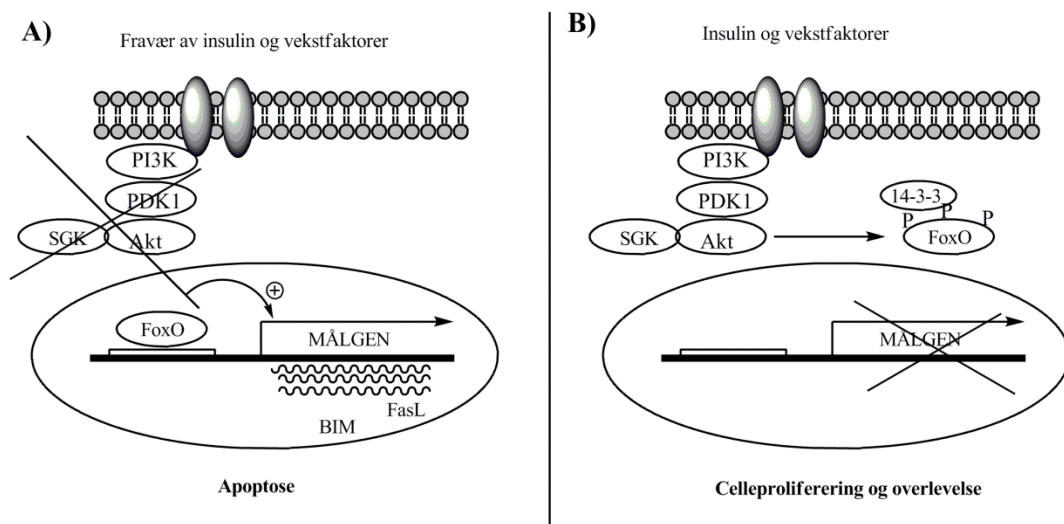 A)
Fravær av insulin og vekstfaktorer
PI3K
PDK1
SGK
Akt
FoxO
+
MÅLGEN
FasL
BIM
Apoptose
B)
Insulin og vekstfaktorer
PI3K
PDK1
SGK
Akt
14-3-3
P P P
FoxO
MÅLGEN
Celleproliferering og overlevelse